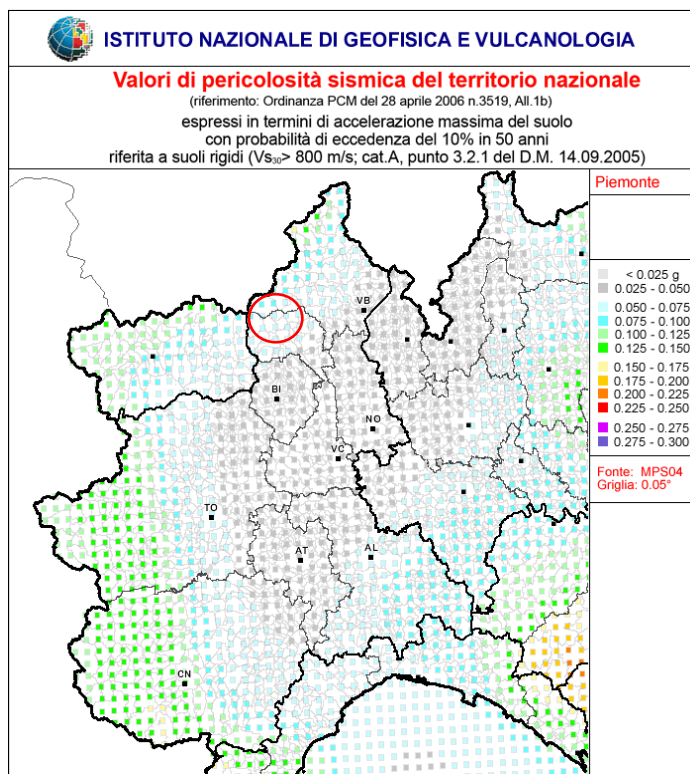 ISTITUTO NAZIONALE DI GEOFISICA E VULCANOLOGIA
Valori di pericolosità sismica del territorio nazionale
(riferimento: Ordinanza PCM del 28 aprile 2006 n.3519, All.1b)
espressi in termini di accelerazione massima del suolo
con probabilità di eccedenza del 10% in 50 anni
riferita a suoli rigidi (Vs₃₀> 800 m/s; cat.A, punto 3.2.1 del D.M. 14.09.2005)
Piemonte
< 0.025 g
0.025 - 0.050
0.050 - 0.075
0.075 - 0.100
0.100 - 0.125
0.125 - 0.150
0.150 - 0.175
0.175 - 0.200
0.200 - 0.225
0.225 - 0.250
0.250 - 0.275
0.275 - 0.300
Fonte: MPS04
Griglia: 0.05°
VB
BI
NO
VC
TO
AT
AL
CN